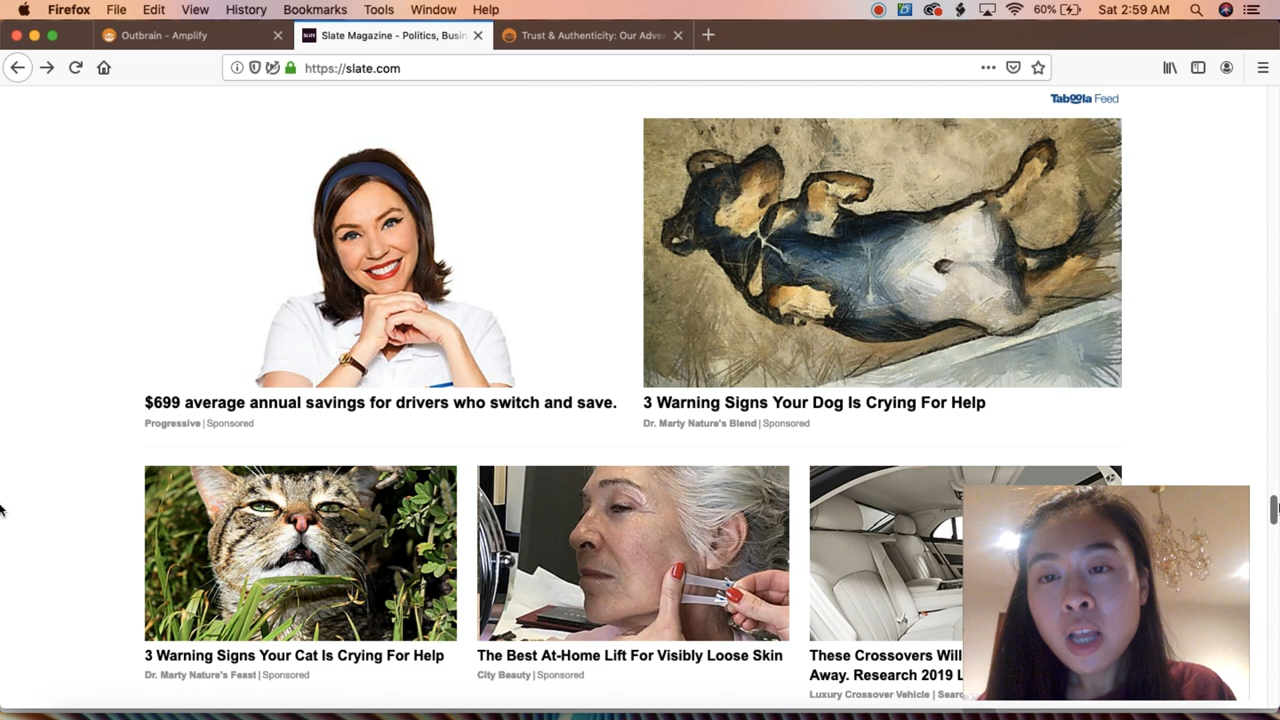 Firefox File Edit View History Bookmarks Tools Window Help 60% Sat 2:59 AM
Outbrain - Amplify Slate Magazine - Politics, Busin Trust & Authenticity: Our Adver
https://slate.com
Taboola Feed
$699 average annual savings for drivers who switch and save.
Progressive | Sponsored
3 Warning Signs Your Dog Is Crying For Help
Dr. Marty Nature's Blend | Sponsored
3 Warning Signs Your Cat Is Crying For Help
Dr. Marty Nature's Feast | Sponsored
The Best At-Home Lift For Visibly Loose Skin
City Beauty | Sponsored
These Crossovers Will
Away. Research 2019 L
Luxury Crossover Vehicle | Searc